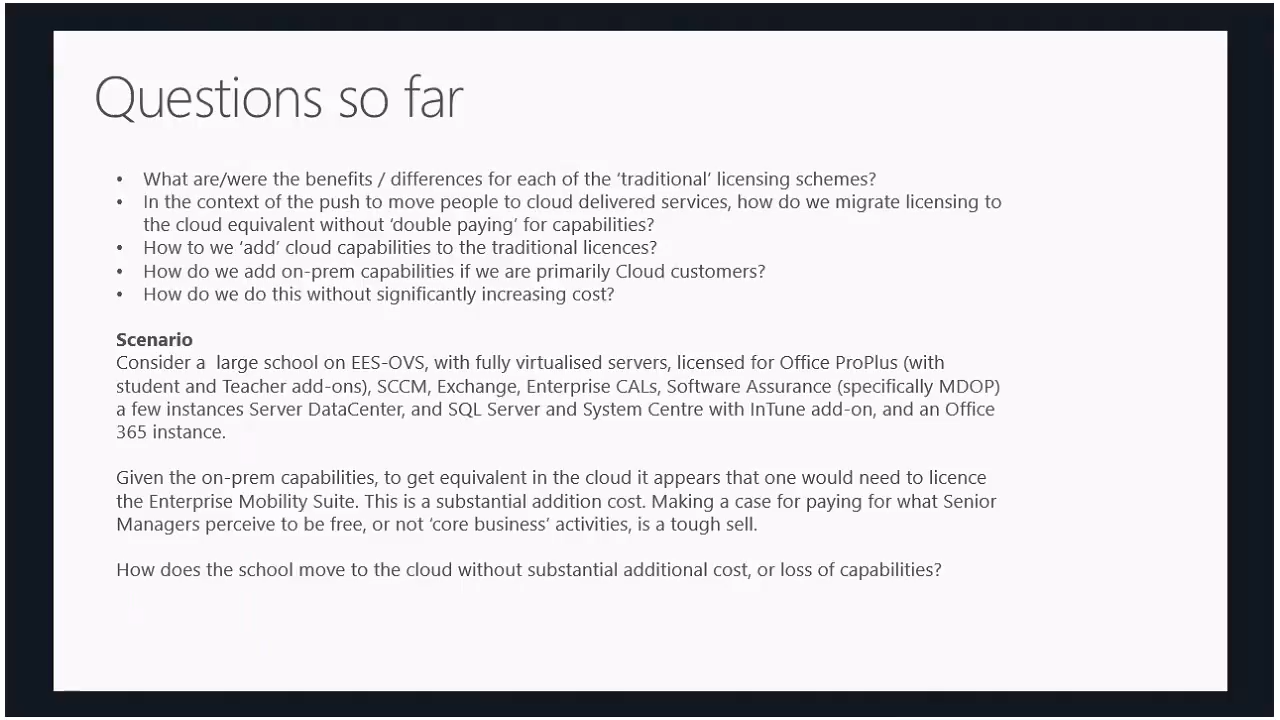 Questions so far
• What are/were the benefits / differences for each of the ‘traditional’ licensing schemes?
• In the context of the push to move people to cloud delivered services, how do we migrate licensing to
the cloud equivalent without ‘double paying’ for capabilities?
• How to we ‘add’ cloud capabilities to the traditional licences?
• How do we add on-prem capabilities if we are primarily Cloud customers?
• How do we do this without significantly increasing cost?
Scenario
Consider a  large school on EES-OVS, with fully virtualised servers, licensed for Office ProPlus (with
student and Teacher add-ons), SCCM, Exchange, Enterprise CALs, Software Assurance (specifically MDOP)
a few instances Server DataCenter, and SQL Server and System Centre with InTune add-on, and an Office
365 instance.
Given the on-prem capabilities, to get equivalent in the cloud it appears that one would need to licence
the Enterprise Mobility Suite. This is a substantial addition cost. Making a case for paying for what Senior
Managers perceive to be free, or not ‘core business’ activities, is a tough sell.
How does the school move to the cloud without substantial additional cost, or loss of capabilities?